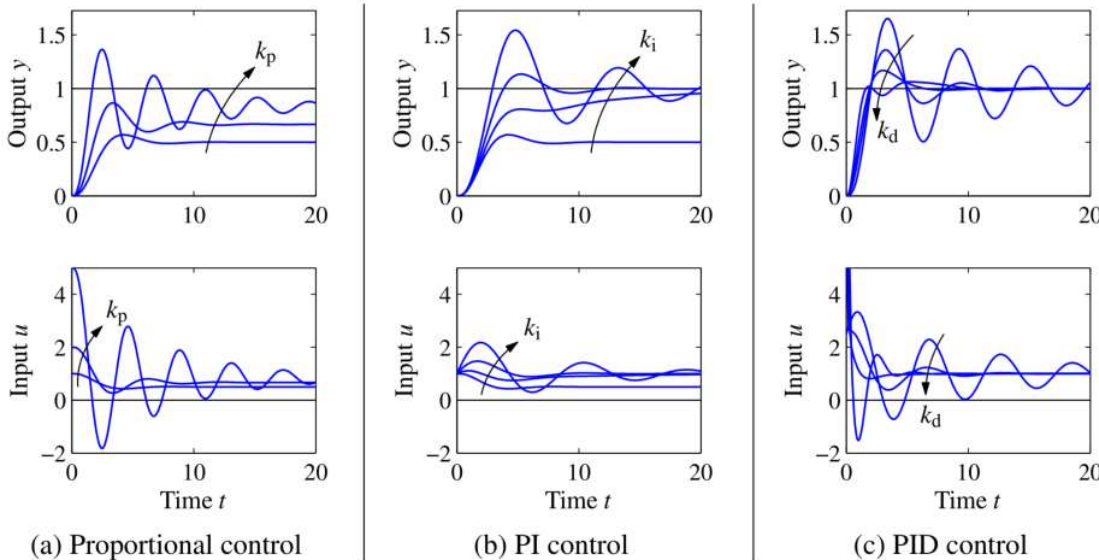 Output y
1.5
1
0.5
0
0
10
20
k_p
Input u
4
2
0
−2
0
10
20
k_p
Time t
(a) Proportional control
Output y
1.5
1
0.5
0
0
10
20
k_i
Input u
4
2
0
−2
0
10
20
k_i
Time t
(b) PI control
Output y
1.5
1
0.5
0
0
10
20
k_d
Input u
4
2
0
−2
0
10
20
k_d
Time t
(c) PID control